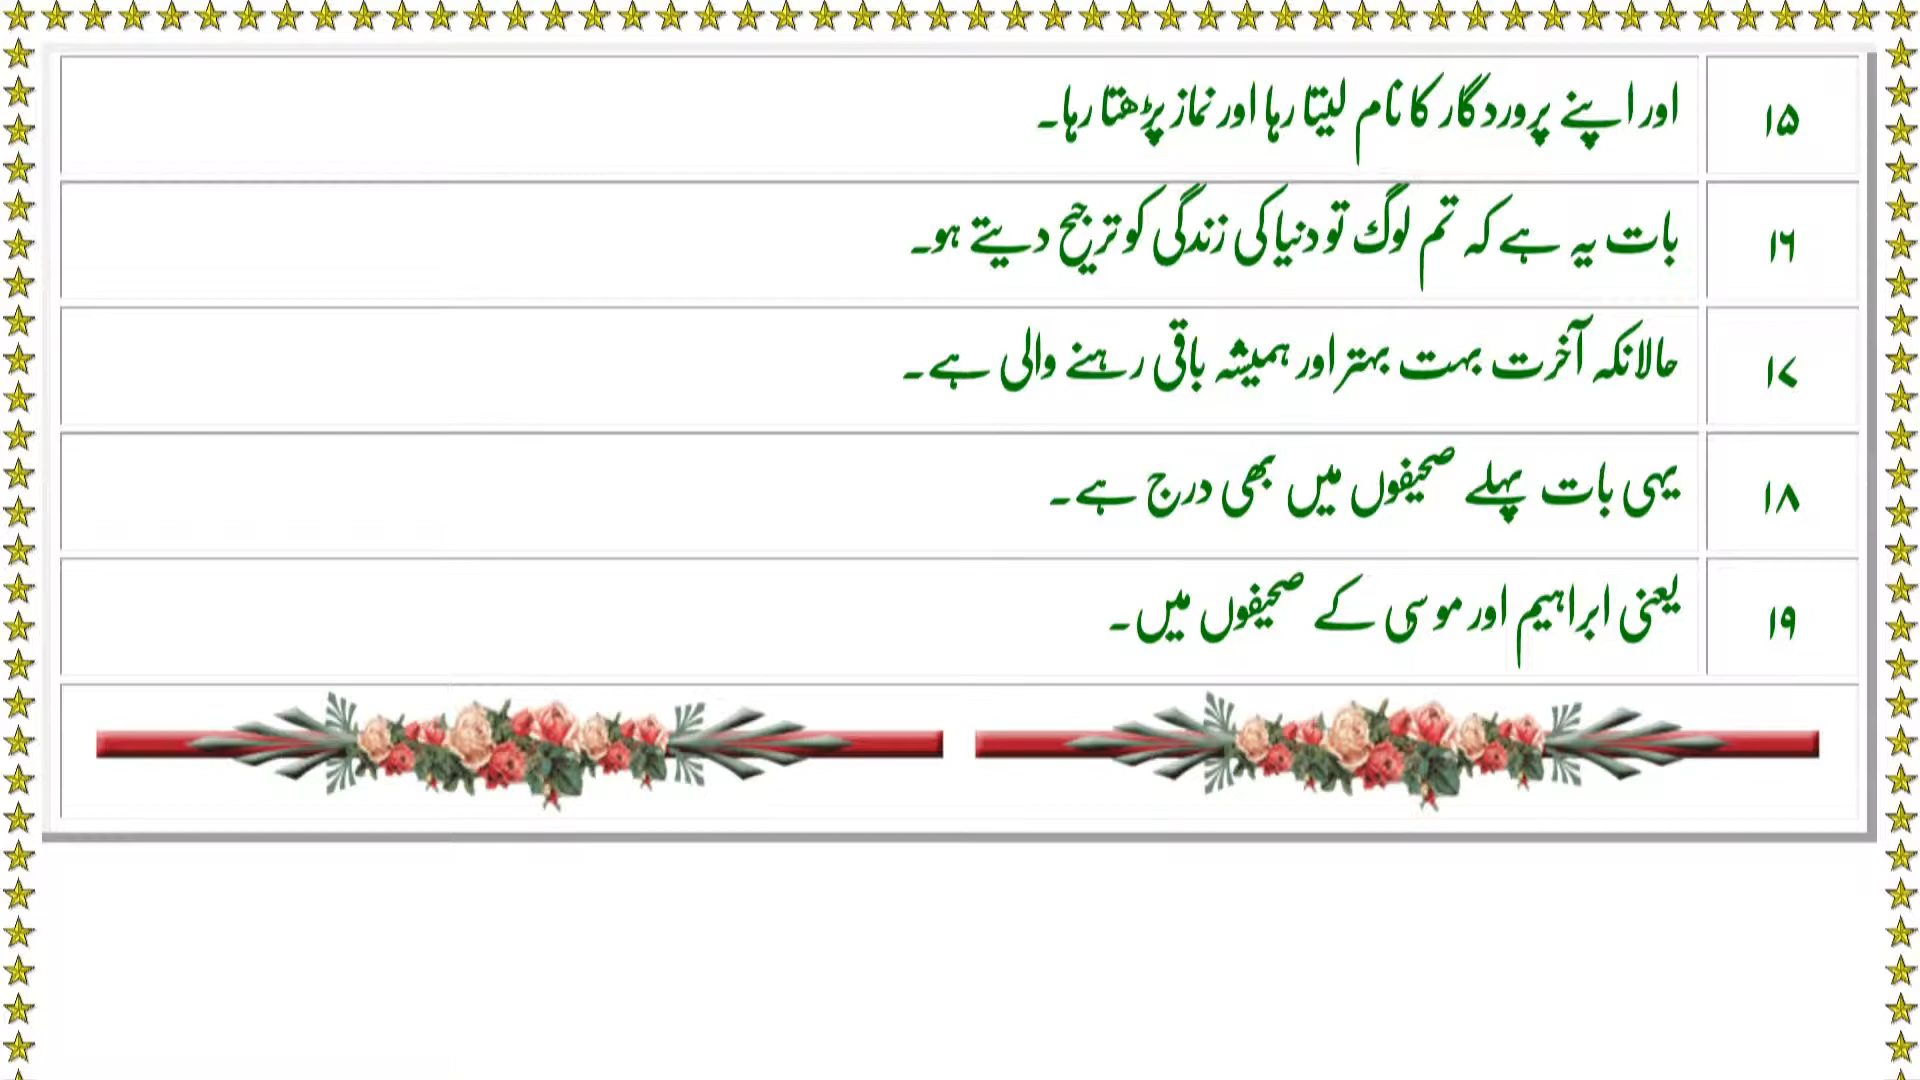 ۱۵ اور اپنے پروردگار کا نام لیتا رہا اور نماز پڑھتا رہا۔
۱۶ بات یہ ہے کہ تم لوگ تو دنیا کی زندگی کو ترجیح دیتے ہو۔
۱۷ حالانکہ آخرت بہت بہتر اور ہمیشہ باقی رہنے والی ہے۔
۱۸ یہی بات پہلے صحیفوں میں بھی درج ہے۔
۱۹ یعنی ابراہیم اور موسٰی کے صحیفوں میں۔